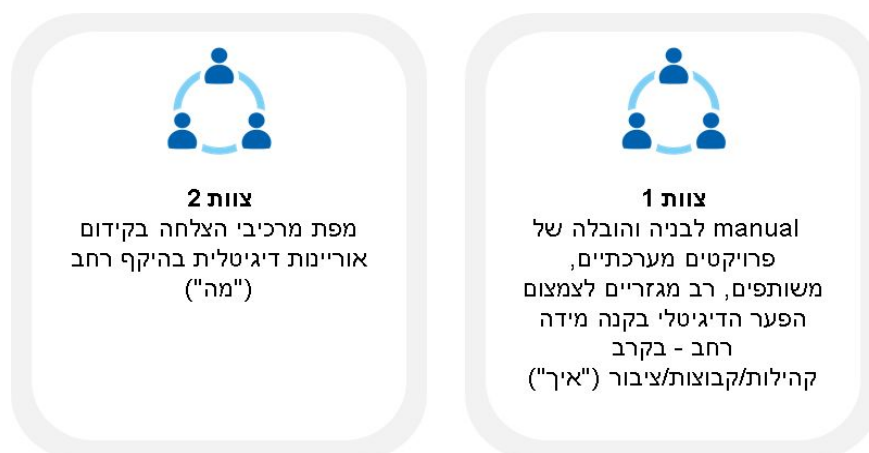 צוות 1
manual לבניה והובלה של
פרויקטים מערכתיים,
משותפים, רב מגזריים לצמצום
הפער הדיגיטלי בקנה מידה
רחב - בקרב
קהילות/קבוצות/ציבור ("איך")
צוות 2
מפת מרכיבי הצלחה בקידום
אוריינות דיגיטלית בהיקף רחב
("מה")